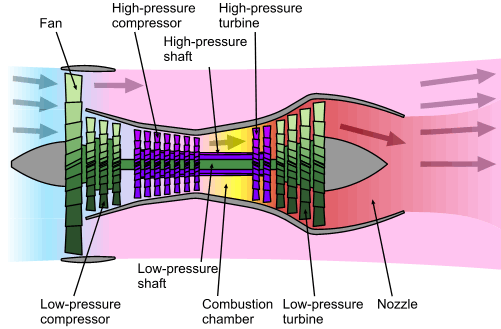 Fan
High-pressure
compressor
High-pressure
turbine
High-pressure
shaft
Low-pressure
shaft
Low-pressure
compressor
Combustion
chamber
Low-pressure
turbine
Nozzle